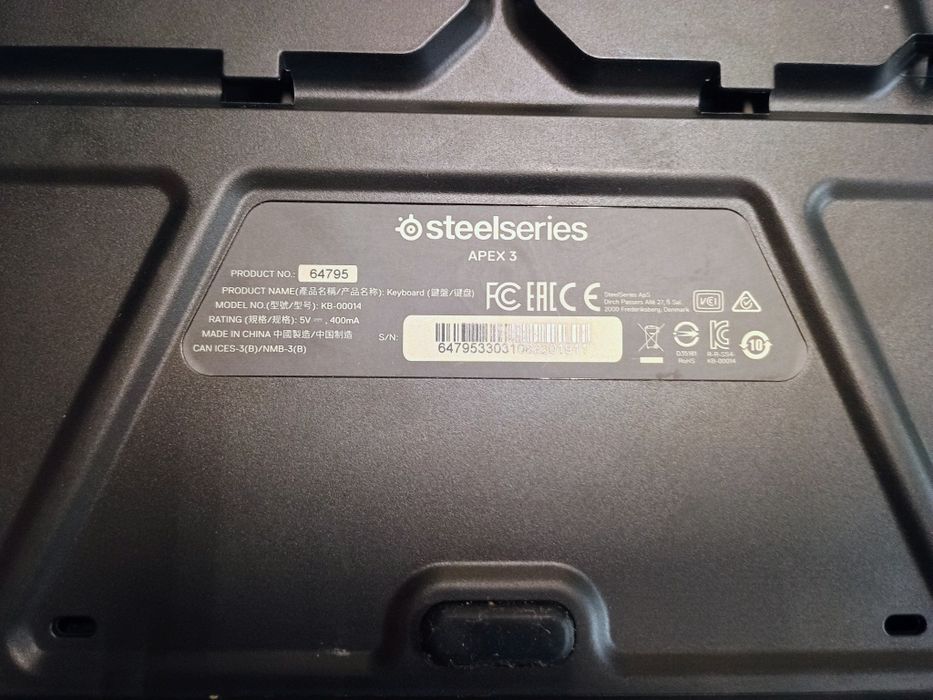 steelseries
APEX 3
PRODUCT NO.: 64795
PRODUCT NAME(產品名稱/产品名称): Keyboard (鍵盤/键盘)
MODEL NO.(型號/型号): KB-00014
RATING (規格/规格): 5V ⎓, 400mA
MADE IN CHINA 中國製造/中国制造
CAN ICES-3(B)/NMB-3(B)
S/N:
FC EAC CE
SteelSeries ApS
Dirch Passers Allé 27, 5. Sal.
2000 Frederiksberg, Denmark
VCI
D35181
RoHS
R-R-SS4-
KB-00014
10